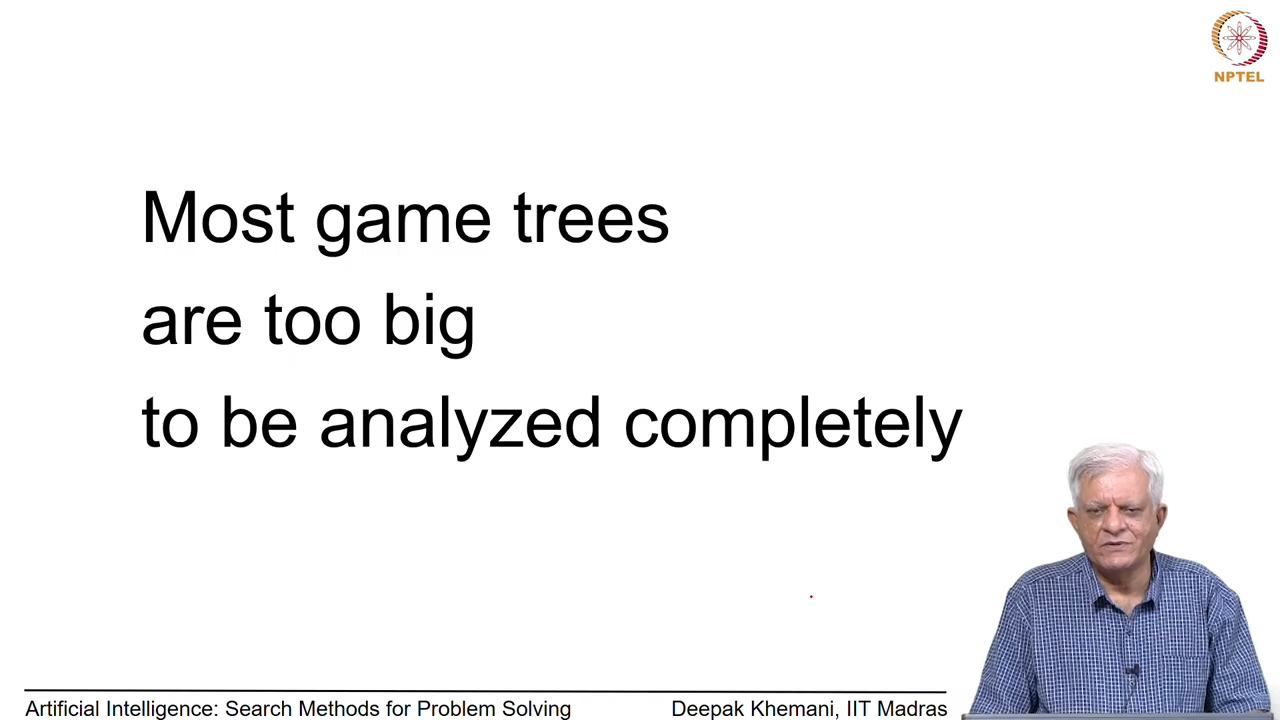 NPTEL
Most game trees
are too big
to be analyzed completely
Artificial Intelligence: Search Methods for Problem Solving Deepak Khemani, IIT Madras